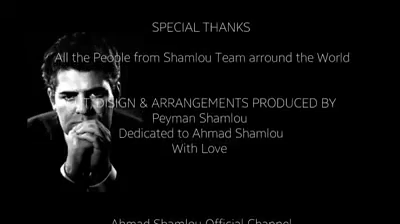 SPECIAL THANKS
All the People from Shamlou Team arround the World
DISIGN & ARRANGEMENTS PRODUCED BY
Peyman Shamlou
Dedicated to Ahmad Shamlou
With Love
Ahmad Shamlou Official Channel